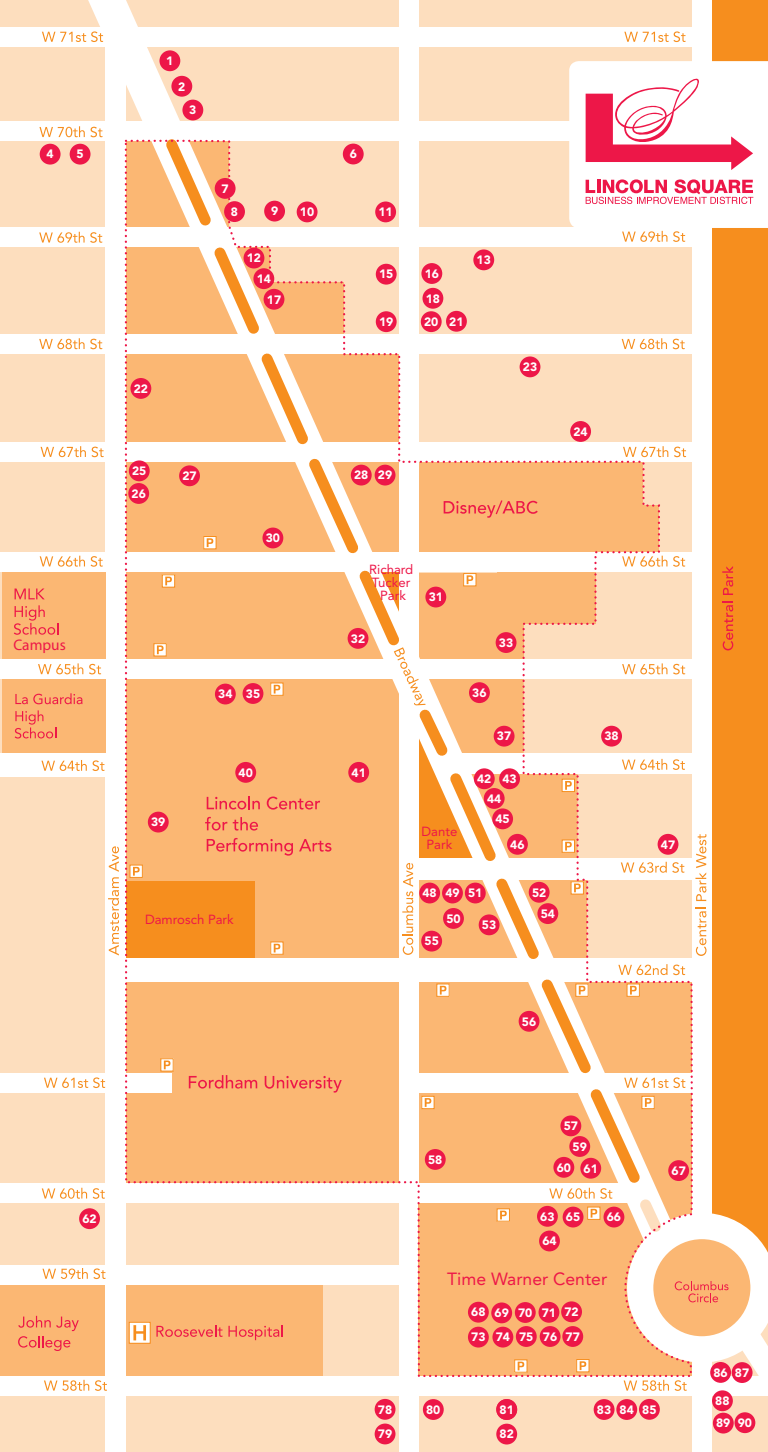 W 71st St
W 71st St
1
2
3
LINCOLN SQUARE
BUSINESS IMPROVEMENT DISTRICT
W 70th St
4 5
6
7
8 9 10 11
W 69th St
W 69th St
12
13
14
15 16
17
18
19 20 21
W 68th St
W 68th St
22
23
24
W 67th St
W 67th St
25
26
27
28 29
Disney/ABC
30
P
W 66th St
W 66th St
MLK
High
School
Campus
P
P
Richard
Tucker
Park
P
31
32
33
Central Park
W 65th St
W 65th St
Broadway
La Guardia
High
School
34 35 P
36
37
38
W 64th St
W 64th St
40
41
39
Lincoln Center
for the
Performing Arts
42 43
44
45
46
P
P
47
Dante
Park
W 63rd St
P
Amsterdam Ave
Columbus Ave
Central Park West
Damrosch Park
P
48 49 51
50
53
55
52
54
P
W 62nd St
P
P
P
56
P
Fordham University
W 61st St
W 61st St
P
P
57
58
59
60 61
67
W 60th St
W 60th St
62
P
63 65 P 66
64
W 59th St
Time Warner Center
Columbus
Circle
68 69 70 71 72
73 74 75 76 77
John Jay
College
H Roosevelt Hospital
P
P
W 58th St
W 58th St
86 87
88
89 90
78
79
80
81
82
83 84 85